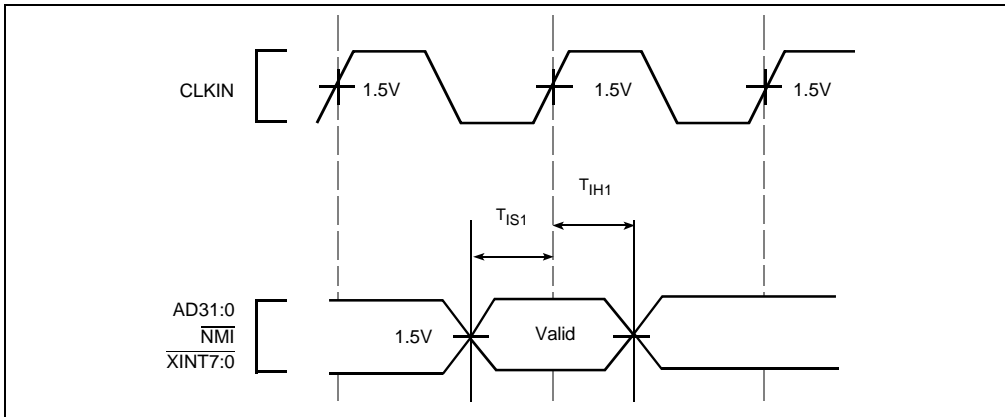 CLKIN
1.5V 1.5V 1.5V
TIH1
TIS1
AD31:0
NMI
XINT7:0
1.5V Valid